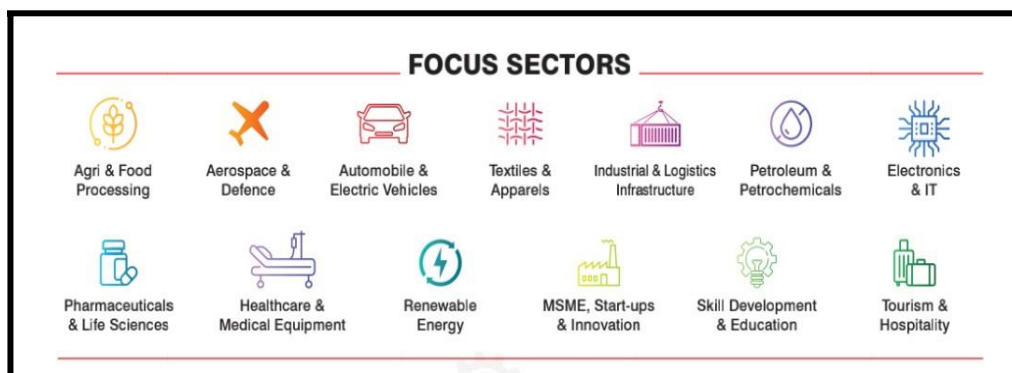 FOCUS SECTORS
Agri & Food
Processing
Aerospace &
Defence
Automobile &
Electric Vehicles
Textiles &
Apparels
Industrial & Logistics
Infrastructure
Petroleum &
Petrochemicals
Electronics
& IT
Pharmaceuticals
& Life Sciences
Healthcare &
Medical Equipment
Renewable
Energy
MSME, Start-ups
& Innovation
Skill Development
& Education
Tourism &
Hospitality